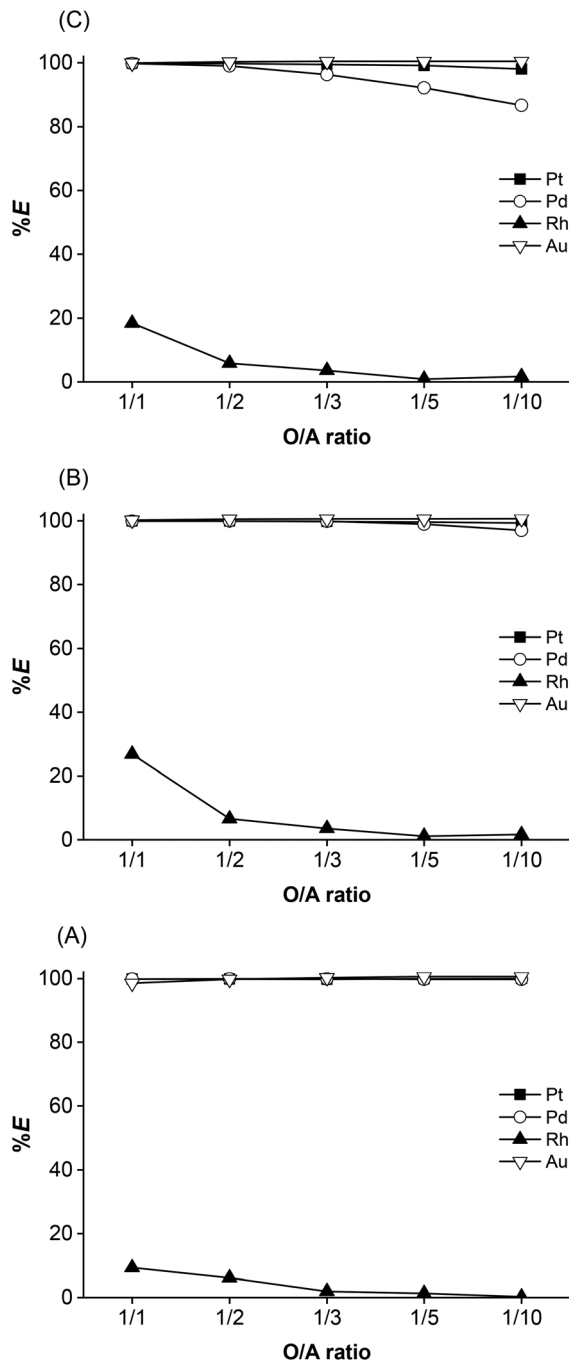 (C)
100
80
60
40
20
0
%E
Pt
Pd
Rh
Au
1/1 1/2 1/3 1/5 1/10
O/A ratio
(B)
100
80
60
40
20
0
%E
Pt
Pd
Rh
Au
1/1 1/2 1/3 1/5 1/10
O/A ratio
(A)
100
80
60
40
20
0
%E
Pt
Pd
Rh
Au
1/1 1/2 1/3 1/5 1/10
O/A ratio